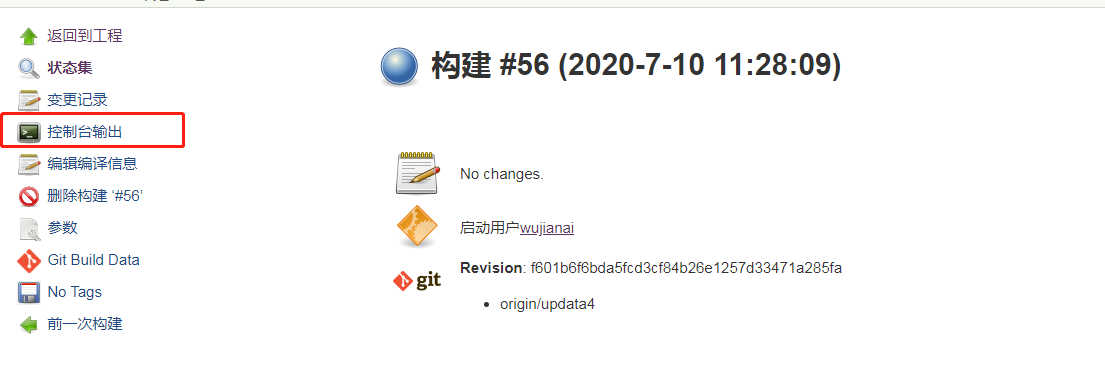 返回到工程
状态集
变更记录
控制台输出
编辑编译信息
删除构建 ‘#56’
参数
Git Build Data
No Tags
前一次构建
构建 #56 (2020-7-10 11:28:09)
No changes.
启动用户wujianai
git
Revision: f601b6f6bda5fcd3cf84b26e1257d33471a285fa
origin/updata4